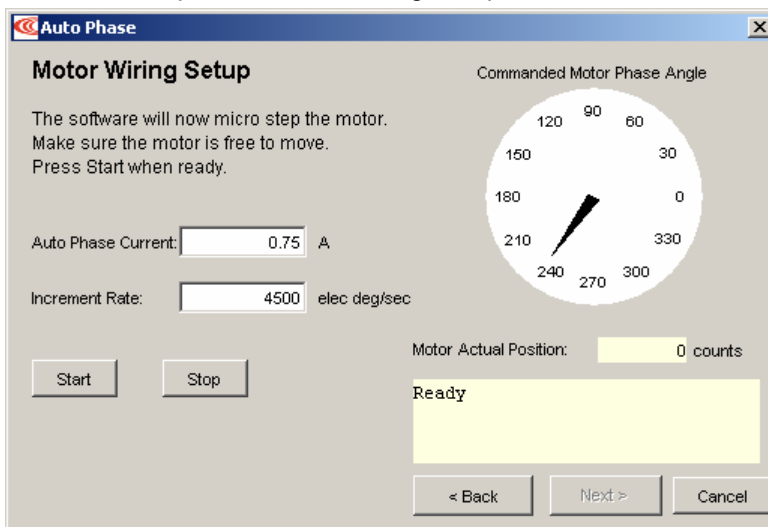 Auto Phase
Motor Wiring Setup
The software will now micro step the motor.
Make sure the motor is free to move.
Press Start when ready.
Auto Phase Current: 0.75 A
Increment Rate: 4500 elec deg/sec
Start Stop
Commanded Motor Phase Angle
90
120 60
150 30
180 0
210 330
240 300
270
Motor Actual Position: 0 counts
Ready
< Back Next > Cancel